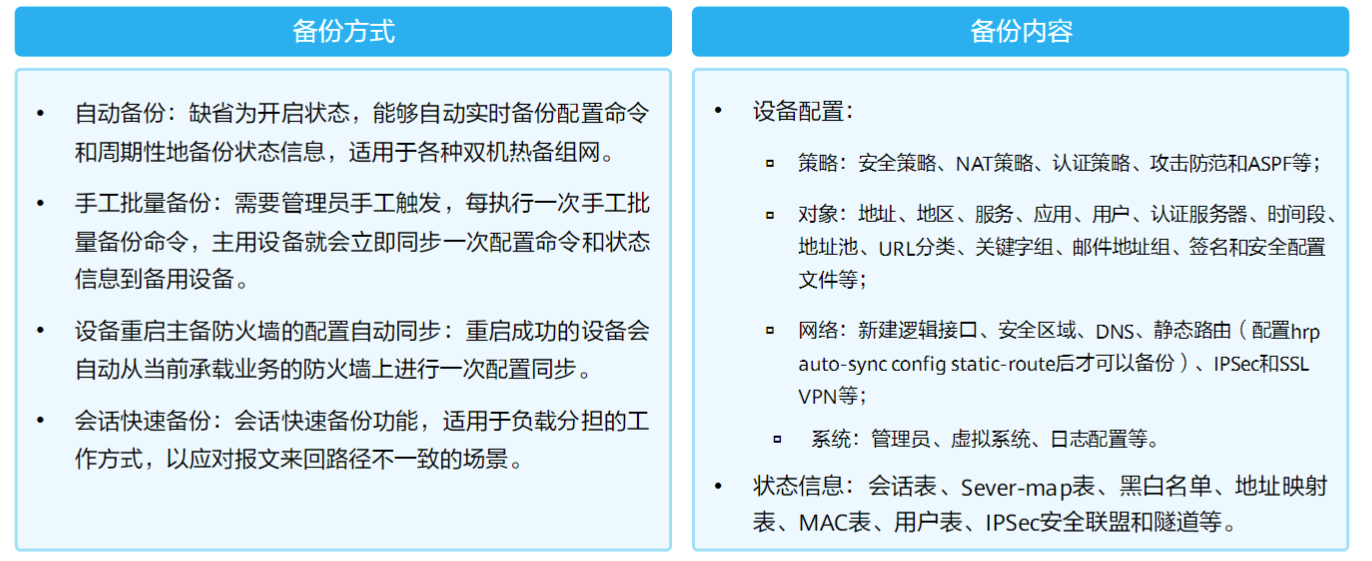 备份方式
• 自动备份：缺省为开启状态，能够自动实时备份配置命令
和周期性地备份状态信息，适用于各种双机热备组网。
• 手工批量备份：需要管理员手工触发，每执行一次手工批
量备份命令，主用设备就会立即同步一次配置命令和状态
信息到备用设备。
• 设备重启主备防火墙的配置自动同步：重启成功的设备会
自动从当前承载业务的防火墙上进行一次配置同步。
• 会话快速备份：会话快速备份功能，适用于负载分担的工
作方式，以应对报文来回路径不一致的场景。
备份内容
• 设备配置：
▫ 策略：安全策略、NAT策略、认证策略、攻击防范和ASPF等；
▫ 对象：地址、地区、服务、应用、用户、认证服务器、时间段、
地址池、URL分类、关键字组、邮件地址组、签名和安全配置
文件等；
▫ 网络：新建逻辑接口、安全区域、DNS、静态路由（配置hrp
auto-sync config static-route后才可以备份）、IPSec和SSL
VPN等；
▫ 系统：管理员、虚拟系统、日志配置等。
• 状态信息：会话表、Sever-map表、黑白名单、地址映射
表、MAC表、用户表、IPSec安全联盟和隧道等。